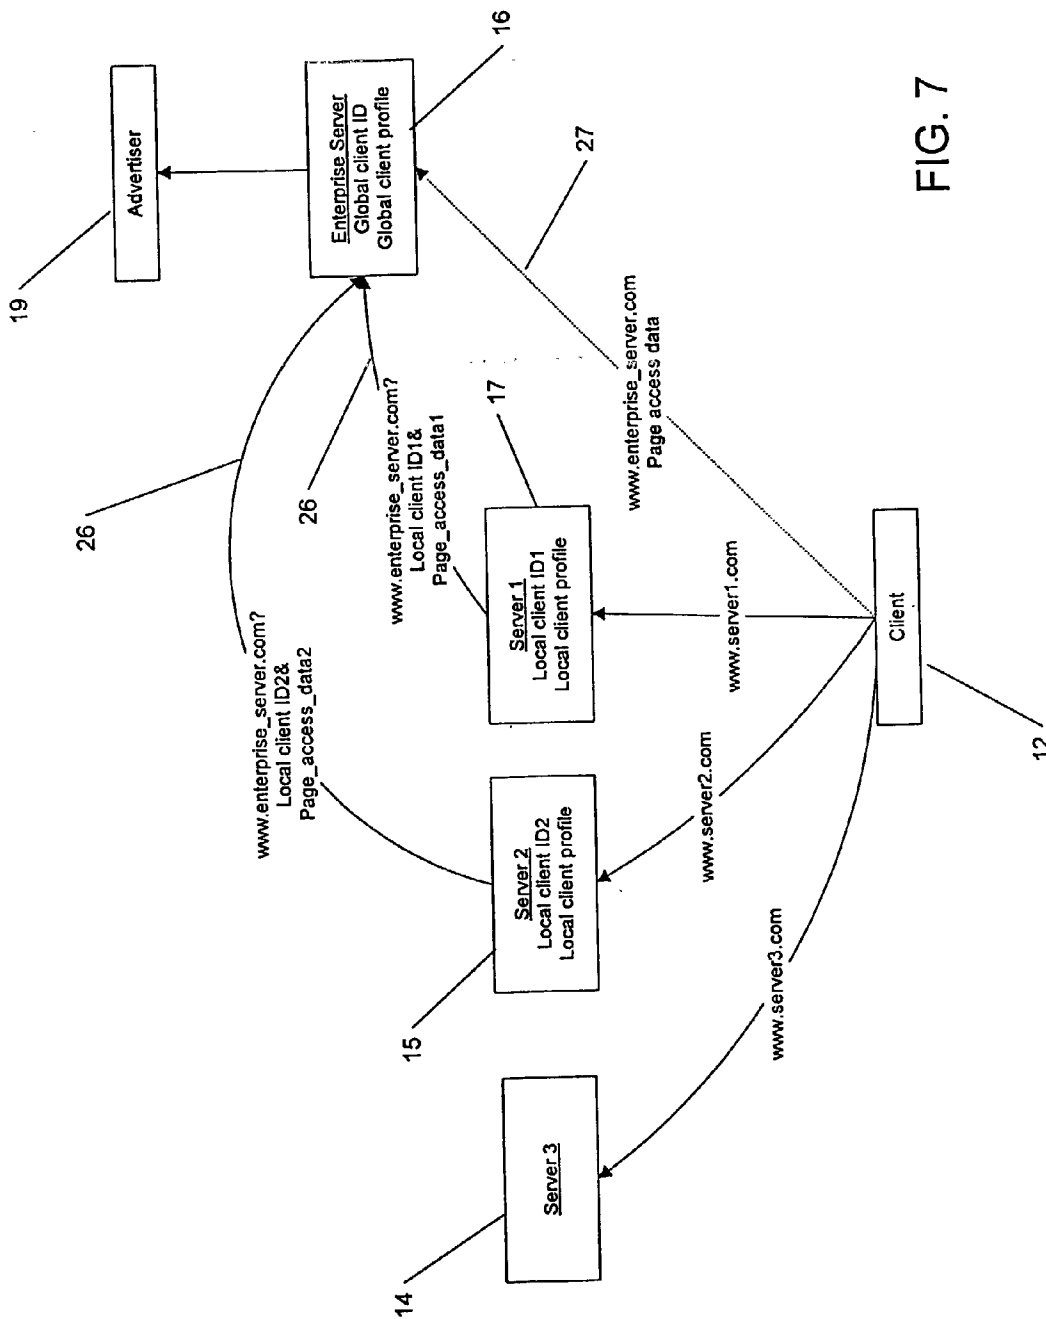 19
Advertiser
16
Enterprise Server
Global client ID
Global client profile
26
26
27
www.enterprise_server.com?
Local client ID2&
Page_access_data2
www.enterprise_server.com?
Local client ID1&
Page_access_data1
17
www.enterprise_server.com
Page access data
14
Server 3
15
Server 2
Local client ID2
Local client profile
Server 1
Local client ID1
Local client profile
www.server3.com
www.server2.com
www.server1.com
Client
12
FIG. 7